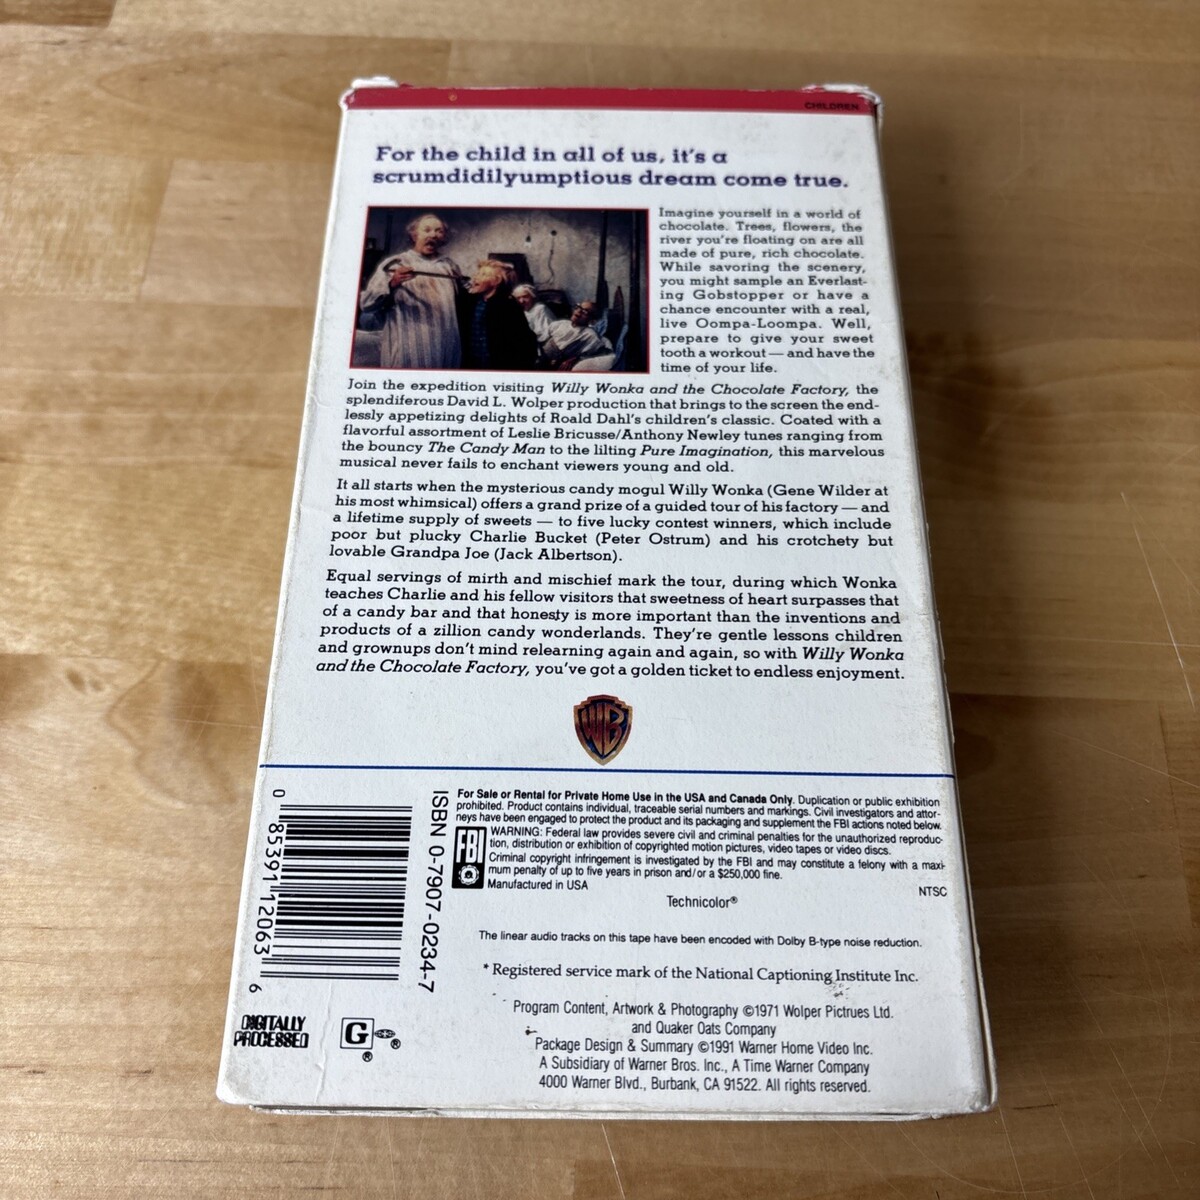 CHILDREN
For the child in all of us, it's a
scrumdidilyumptious dream come true.
Imagine yourself in a world of
chocolate. Trees, flowers, the
river you're floating on are all
made of pure, rich chocolate.
While savoring the scenery,
you might sample an Everlast-
ing Gobstopper or have a
chance encounter with a real,
live Oompa-Loompa. Well,
prepare to give your sweet
tooth a workout — and have the
time of your life.
Join the expedition visiting Willy Wonka and the Chocolate Factory, the
splendiferous David L. Wolper production that brings to the screen the end-
lessly appetizing delights of Roald Dahl's children's classic. Coated with a
flavorful assortment of Leslie Bricusse/Anthony Newley tunes ranging from
the bouncy The Candy Man to the lilting Pure Imagination, this marvelous
musical never fails to enchant viewers young and old.
It all starts when the mysterious candy mogul Willy Wonka (Gene Wilder at
his most whimsical) offers a grand prize of a guided tour of his factory — and
a lifetime supply of sweets — to five lucky contest winners, which include
poor but plucky Charlie Bucket (Peter Ostrum) and his crotchety but
lovable Grandpa Joe (Jack Albertson).
Equal servings of mirth and mischief mark the tour, during which Wonka
teaches Charlie and his fellow visitors that sweetness of heart surpasses that
of a candy bar and that honesty is more important than the inventions and
products of a zillion candy wonderlands. They're gentle lessons children
and grownups don't mind relearning again and again, so with Willy Wonka
and the Chocolate Factory, you've got a golden ticket to endless enjoyment.
WB
0 85391 12063 6
ISBN 0-7907-0234-7
For Sale or Rental for Private Home Use in the USA and Canada Only. Duplication or public exhibition
prohibited. Product contains individual, traceable serial numbers and markings. Civil investigators and attor-
neys have been engaged to protect the product and its packaging and supplement the FBI actions noted below.
FBI
WARNING: Federal law provides severe civil and criminal penalties for the unauthorized reproduc-
tion, distribution or exhibition of copyrighted motion pictures, video tapes or video discs.
Criminal copyright infringement is investigated by the FBI and may constitute a felony with a maxi-
mum penalty of up to five years in prison and/or a $250,000 fine.
Manufactured in USA
NTSC
Technicolor®
The linear audio tracks on this tape have been encoded with Dolby B-type noise reduction.
* Registered service mark of the National Captioning Institute Inc.
DIGITALLY
PROCESSED
G ® ®
Program Content, Artwork & Photography ©1971 Wolper Pictrues Ltd.
and Quaker Oats Company
Package Design & Summary ©1991 Warner Home Video Inc.
A Subsidiary of Warner Bros. Inc., A Time Warner Company
4000 Warner Blvd., Burbank, CA 91522. All rights reserved.